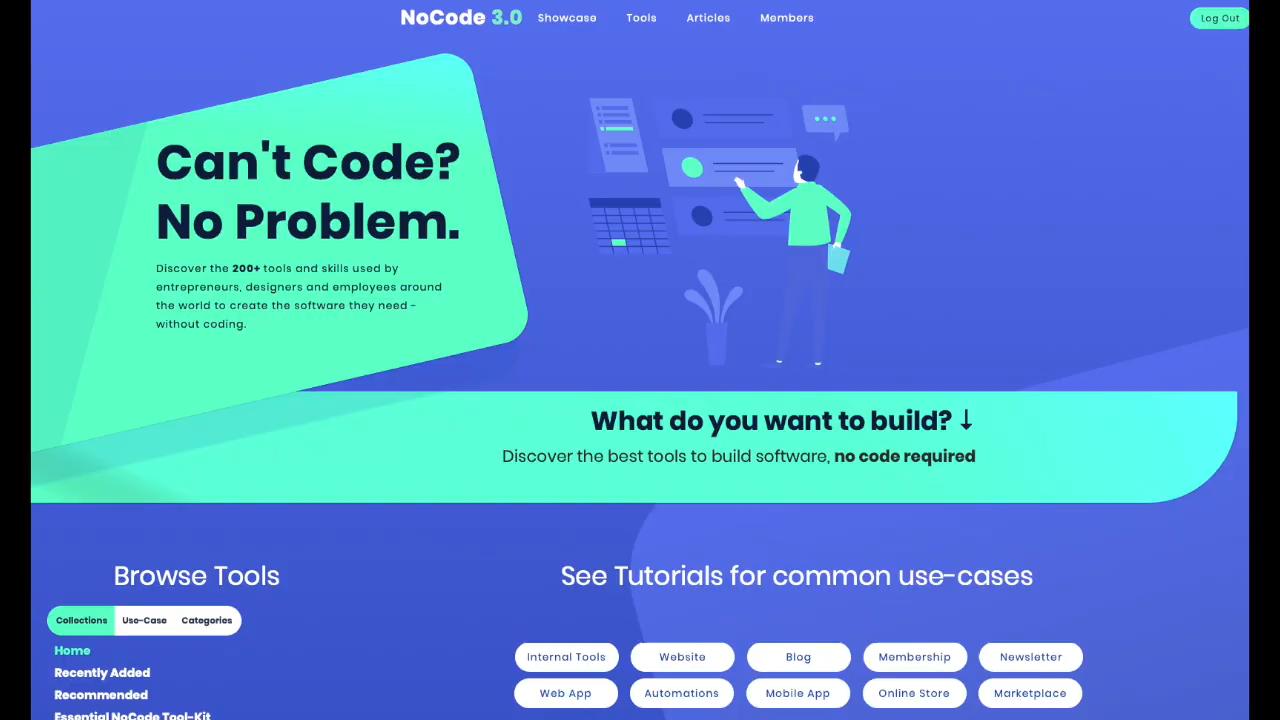 NoCode 3.0
Showcase
Tools
Articles
Members
Log Out
Can't Code?
No Problem.
Discover the 200+ tools and skills used by
entrepreneurs, designers and employees around
the world to create the software they need -
without coding.
What do you want to build? ↓
Discover the best tools to build software, no code required
Browse Tools
Collections
Use-Case
Categories
Home
Recently Added
Recommended
Essential NoCode Tool-Kit
See Tutorials for common use-cases
Internal Tools
Website
Blog
Membership
Newsletter
Web App
Automations
Mobile App
Online Store
Marketplace